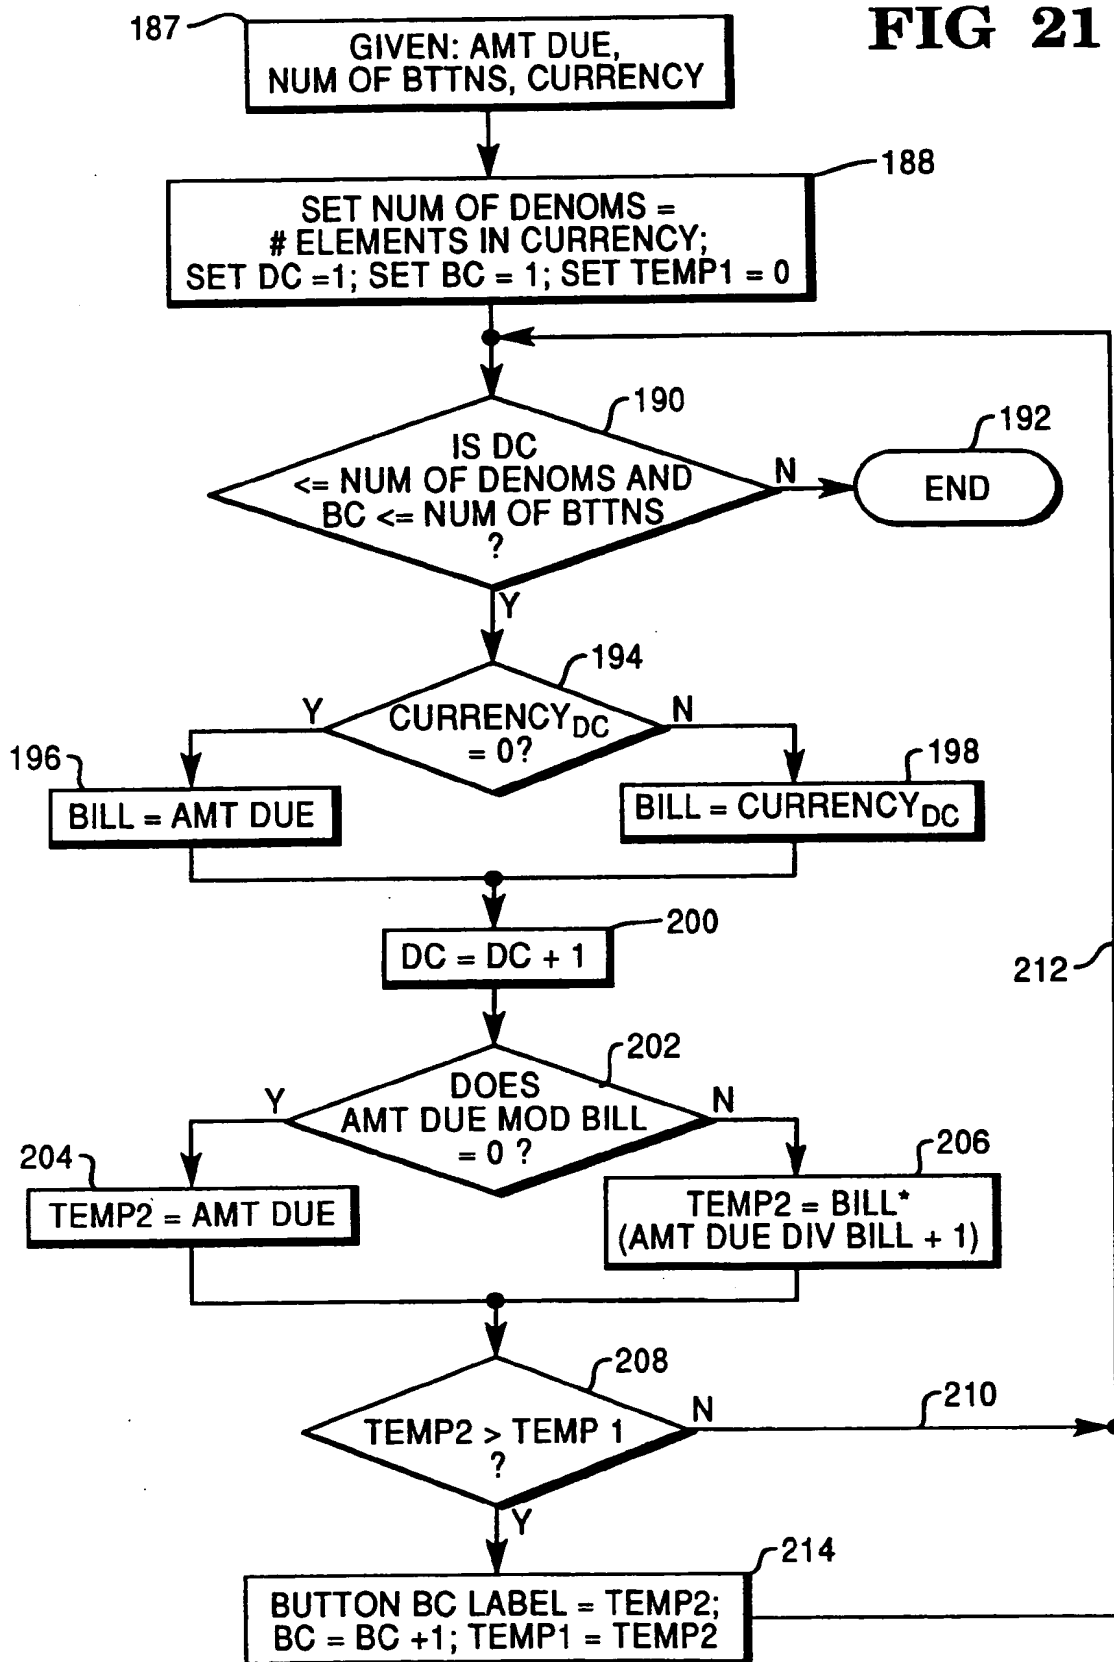 FIG 21
187
GIVEN: AMT DUE,
NUM OF BTTNS, CURRENCY
188
SET NUM OF DENOMS =
# ELEMENTS IN CURRENCY;
SET DC =1; SET BC = 1; SET TEMP1 = 0
190
IS DC
<= NUM OF DENOMS AND
BC <= NUM OF BTTNS
?
N
192
END
Y
194
CURRENCYDC
= 0?
Y
N
196
BILL = AMT DUE
198
BILL = CURRENCYDC
200
DC = DC + 1
212
202
DOES
AMT DUE MOD BILL
= 0 ?
Y
N
204
TEMP2 = AMT DUE
206
TEMP2 = BILL*
(AMT DUE DIV BILL + 1)
208
TEMP2 > TEMP 1
?
N
210
Y
214
BUTTON BC LABEL = TEMP2;
BC = BC +1; TEMP1 = TEMP2